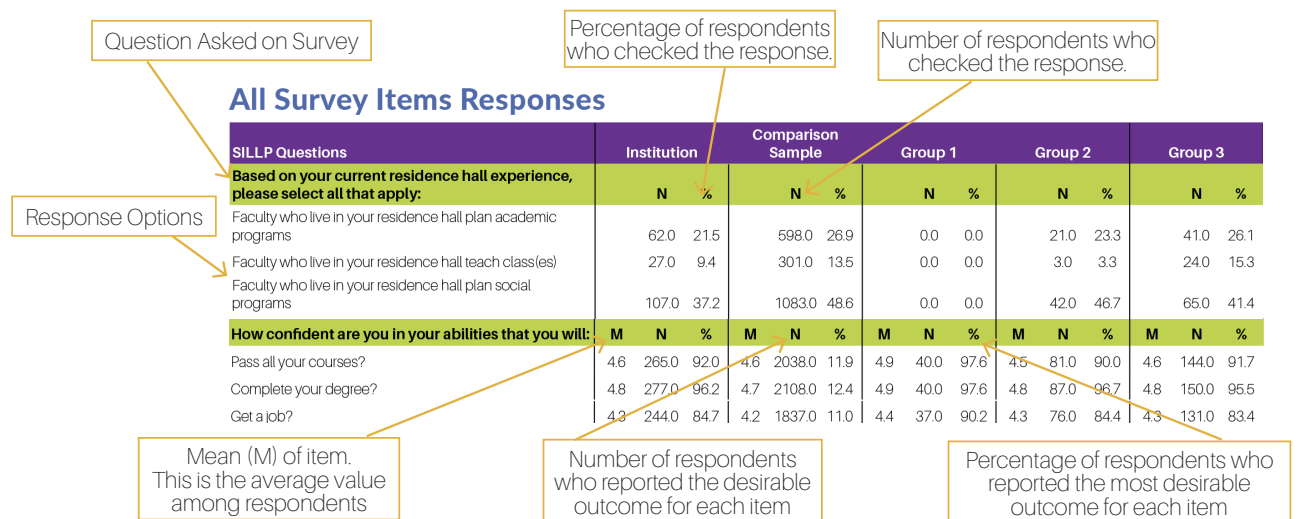 Question Asked on Survey
Percentage of respondents
who checked the response.
Number of respondents who
checked the response.
All Survey Items Responses
SILLP Questions Institution Comparison Sample Group 1 Group 2 Group 3
Based on your current residence hall experience,
please select all that apply: N % N % N % N % N %
Response Options
Faculty who live in your residence hall plan academic
programs 62.0 21.5 598.0 26.9 0.0 0.0 21.0 23.3 41.0 26.1
Faculty who live in your residence hall teach class(es) 27.0 9.4 301.0 13.5 0.0 0.0 3.0 3.3 24.0 15.3
Faculty who live in your residence hall plan social
programs 107.0 37.2 1083.0 48.6 0.0 0.0 42.0 46.7 65.0 41.4
How confident are you in your abilities that you will: M N % M N % M N % M N % M N %
Pass all your courses? 4.6 265.0 92.0 4.6 2038.0 11.9 4.9 40.0 97.6 4.5 81.0 90.0 4.6 144.0 91.7
Complete your degree? 4.8 277.0 96.2 4.7 2108.0 12.4 4.9 40.0 97.6 4.8 87.0 96.7 4.8 150.0 95.5
Get a job? 4.3 244.0 84.7 4.2 1837.0 11.0 4.4 37.0 90.2 4.3 76.0 84.4 4.3 131.0 83.4
Mean (M) of item.
This is the average value
among respondents
Number of respondents
who reported the desirable
outcome for each item
Percentage of respondents who
reported the most desirable
outcome for each item